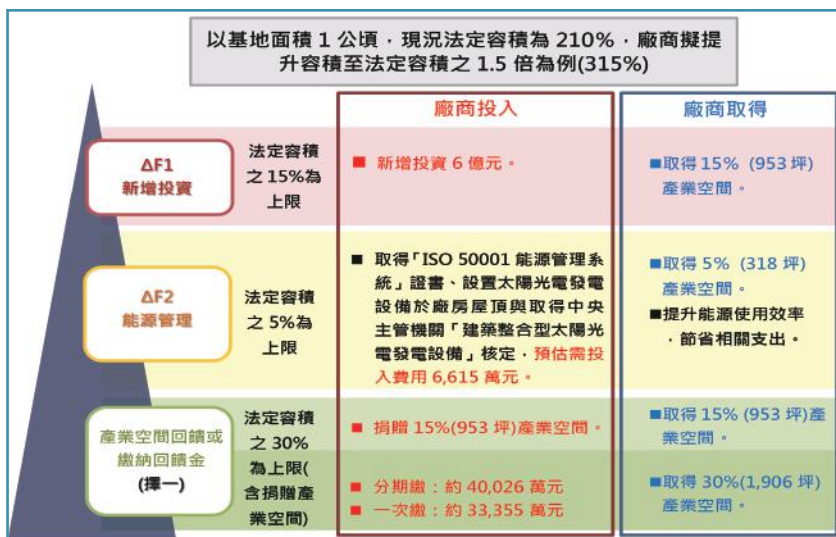 以基地面積 1 公頃，現況法定容積為 210%，廠商擬提
升容積至法定容積之 1.5 倍為例(315%)
廠商投入
廠商取得
ΔF1
新增投資
法定容積
之 15%為
上限
■ 新增投資 6 億元。
■取得 15% (953 坪)
產業空間。
ΔF2
能源管理
法定容積
之 5%為
上限
■ 取得「ISO 50001 能源管理系
統」證書、設置太陽光電發電
設備於廠房屋頂與取得中央
主管機關「建築整合型太陽光
電發電設備」核定，預估需投
入費用 6,615 萬元。
■取得 5% (318 坪)
產業空間。
■提升能源使用效率
，節省相關支出。
產業空間回饋或
繳納回饋金
(擇一)
法定容積
之 30%
為上限(
含捐贈產
業空間)
■ 捐贈 15%(953 坪)產業空間。
■取得 15% (953 坪)產
業空間。
■ 分期繳：約 40,026 萬元
■ 一次繳：約 33,355 萬元
■取得 30%(1,906 坪)
產業空間。